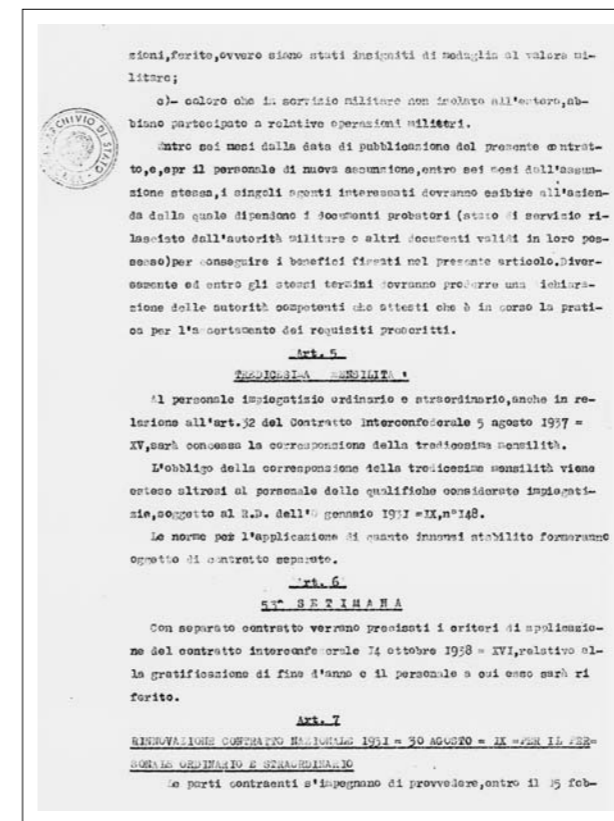 zioni,ferite,ovvero siano stati insigniti di medaglia al valore mi-
litare;
c)- coloro che in servizio militare non isolato all'estero,ab-
biano partecipato a relative operazioni militari.
Entro sei mesi dalla data di pubblicazione del presente contrat-
to,e,epr il personale di nuova assunzione,entro sei mesi dall'assun-
zione stessa,i singoli agenti interessati dovranno esibire all'azien-
da dalla quale dipendono i documenti probatori (stato di servizio ri-
lasciato dall'autorità militare o altri documenti validi in loro pos-
sesso)per conseguire i benefici fissati nel presente articolo.Diver-
samente ed entro gli stessi termini dovranno produrre una dichiara-
zione delle autorità competenti che attesti che è in corso la prati-
ca per l'accertamento dei requisiti prescritti.
Art. 5
TREDICESIMA MENSILITA'
Al personale impiegatizio ordinario e straordinario,anche in re-
lazione all'art.32 del Contratto Interconfederale 5 agosto 1937 =
XV,sarà concessa la corresponsione della tredicesima mensilità.
L'obbligo della corresponsione della tredicesima mensilità viene
esteso altresì al personale delle qualifiche considerate impiegati-
zie,soggetto al R.D. dell'8 gennaio 1931 =IX,n°148.
Le norme per l'applicazione di quanto innanzi stabilito formeranno
oggetto di contratto separato.
Art. 6
53^ SETIMANA
Con separato contratto verrano precisati i criteri di applicazio-
ne del contratto interconfederale 14 ottobre 1938 = XVI,relativo al-
la gratificazione di fine d'anno e il personale a cui esso sarà ri
ferito.
Art. 7
RINNOVAZIONE CONTRATTO NAZIONALE 1931 = 30 AGOSTO = IX =PER IL PER-
SONALE ORDINARIO E STRAORDINARIO
Le parti contraenti s'impegnano di provvedere,entro il 15 feb-
ARCHIVIO DI STATO